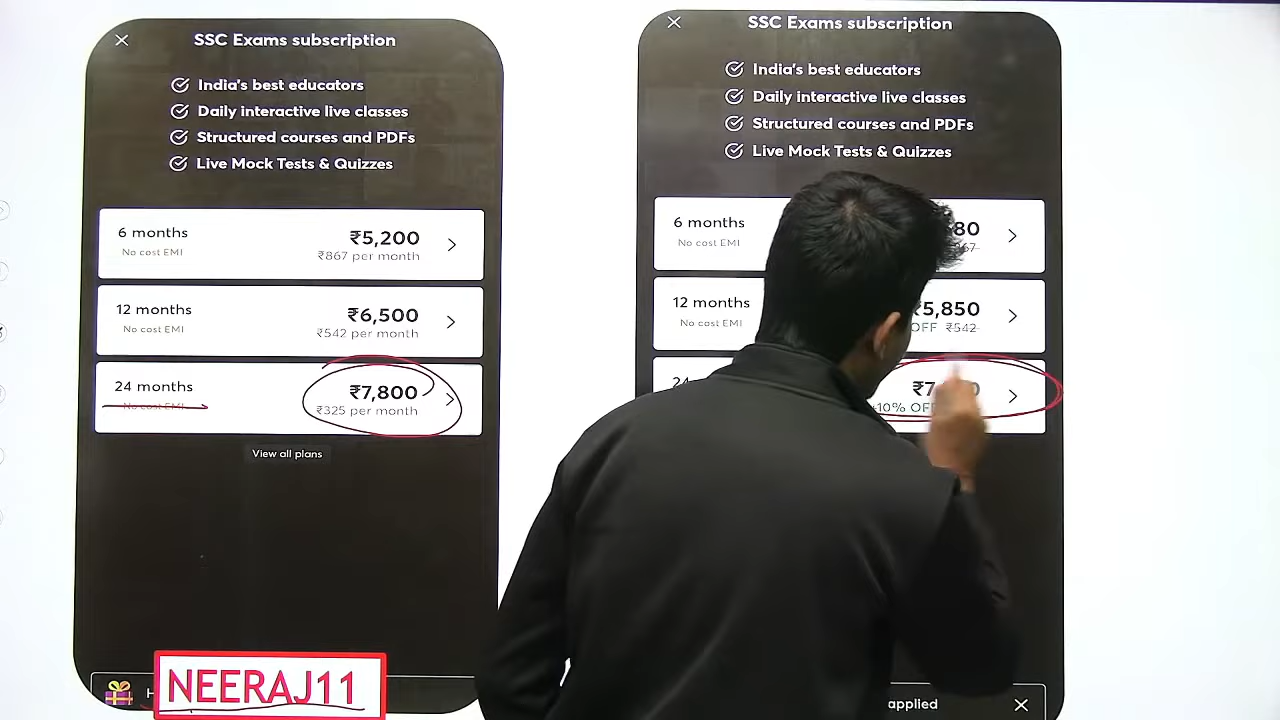 SSC Exams subscription
India's best educators
Daily interactive live classes
Structured courses and PDFs
Live Mock Tests & Quizzes
6 months
No cost EMI
₹5,200
₹867 per month
12 months
No cost EMI
₹6,500
₹542 per month
24 months
No cost EMI
₹7,800
₹325 per month
View all plans
NEERAJ11
SSC Exams subscription
India's best educators
Daily interactive live classes
Structured courses and PDFs
Live Mock Tests & Quizzes
6 months
No cost EMI
12 months
No cost EMI
₹5,850
OFF ₹542
10% OFF
applied